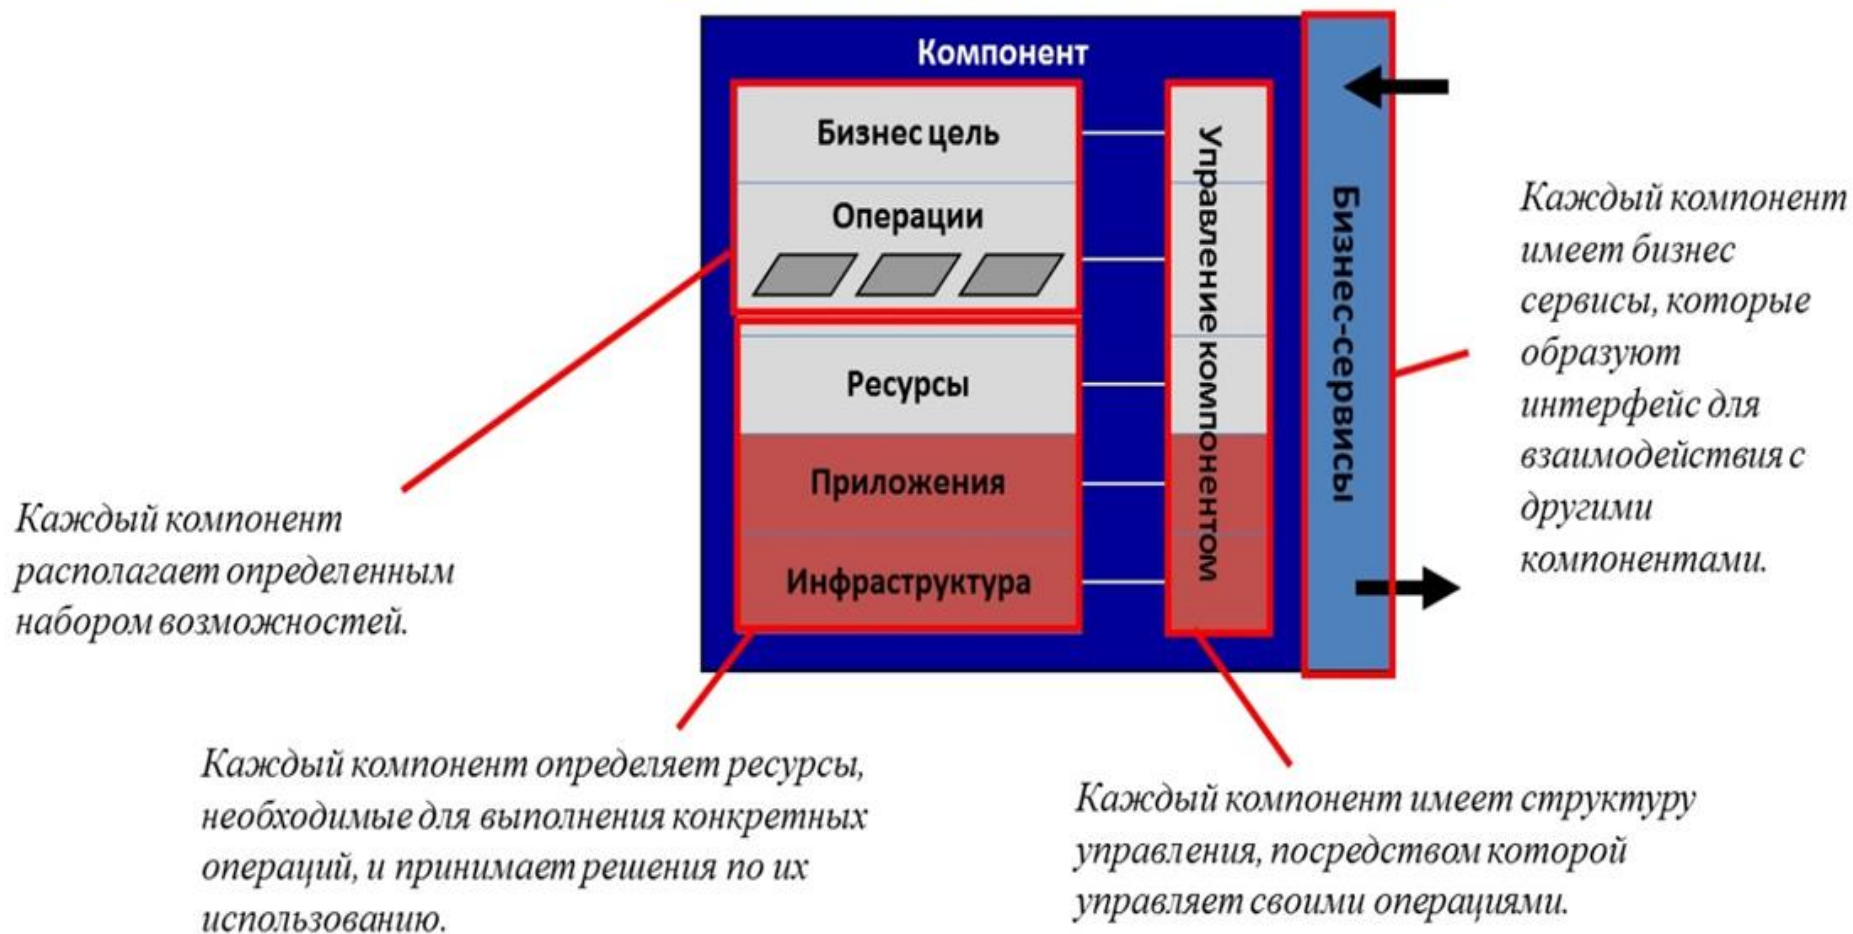 Компонент
Бизнес цель
Операции
Ресурсы
Приложения
Инфраструктура
Управление компонентом
Бизнес-сервисы
Каждый компонент
имеет бизнес
сервисы, которые
образуют
интерфейс для
взаимодействия с
другими
компонентами.
Каждый компонент
располагает определенным
набором возможностей.
Каждый компонент определяет ресурсы,
необходимые для выполнения конкретных
операций, и принимает решения по их
использованию.
Каждый компонент имеет структуру
управления, посредством которой
управляет своими операциями.